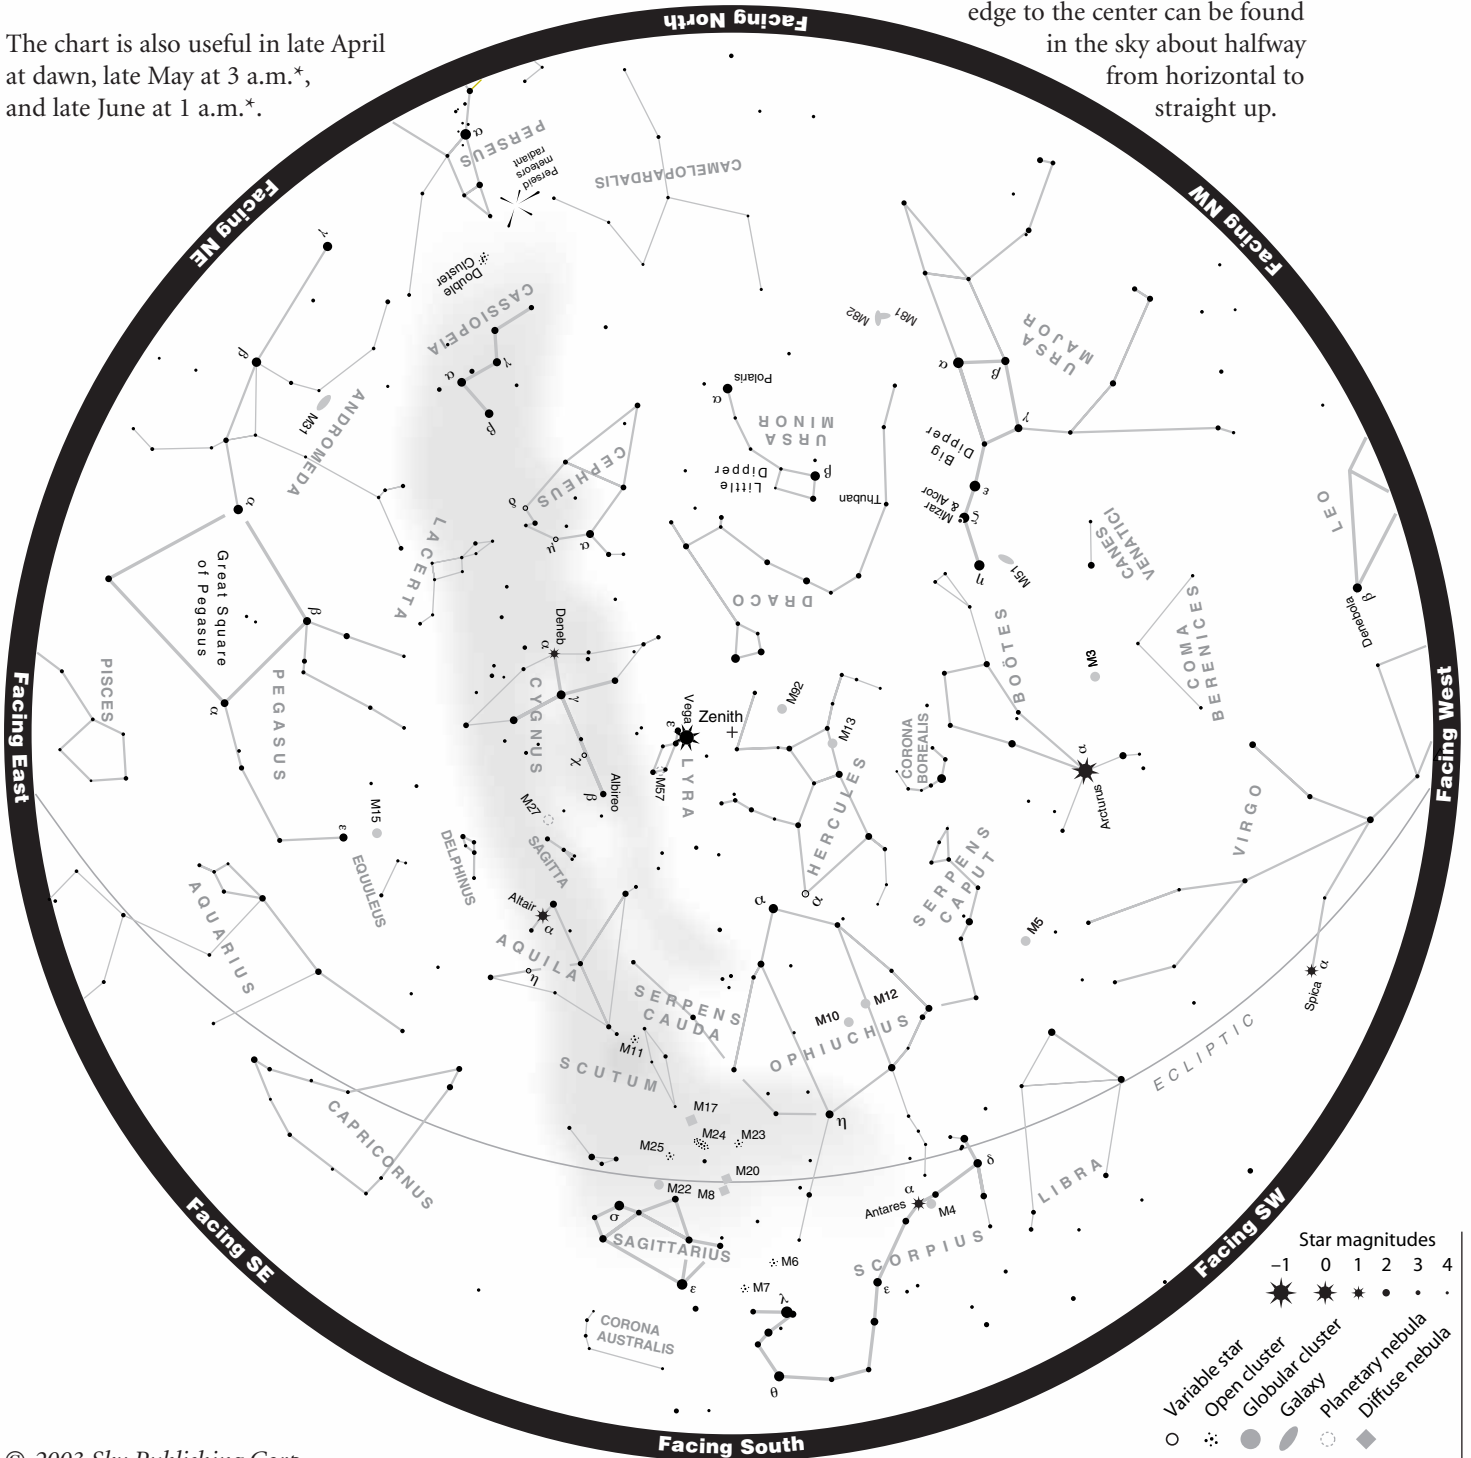 The chart is also useful in late April
at dawn, late May at 3 a.m.*,
and late June at 1 a.m.*.
edge to the center can be found
in the sky about halfway
from horizontal to
straight up.
Facing North
Facing NE
Facing NW
Facing East
Facing West
Facing SE
Facing SW
Facing South
PERSEUS
α
Perseid
meteors
radiant
CAMELOPARDALIS
Double
Cluster
CASSIOPEIA
γ
α
β
γ
β
α
M31
ANDROMEDA
M82
M81
URSA
MAJOR
α
β
γ
Big
Dipper
ε
Mizar
& Alcor
ζ
η
M51
Polaris
α
URSA
MINOR
Little
Dipper
β
Thuban
CEPHEUS
δ
μ
α
LACERTA
DRACO
CANES
VENATICI
LEO
β
Denebola
COMA
BERENICES
Great Square
of Pegasus
β
α
PEGASUS
ε
PISCES
Deneb
α
CYGNUS
γ
χ
β
Albireo
Vega
ε
Zenith
LYRA
M57
M92
M13
HERCULES
α
CORONA
BOREALIS
BOÖTES
M3
α
Arcturus
VIRGO
M15
EQUULEUS
DELPHINUS
M27
SAGITTA
AQUARIUS
Altair
α
AQUILA
η
SERPENS
CAUDA
SERPENS
CAPUT
M5
α
M12
M10
OPHIUCHUS
η
Spica
α
ECLIPTIC
M11
SCUTUM
CAPRICORNUS
M17
M24
M23
M25
M20
M22
M8
σ
SAGITTARIUS
ε
M6
M7
λ
θ
CORONA
AUSTRALIS
δ
α
Antares
M4
SCORPIUS
ε
LIBRA
Star magnitudes
–1 0 1 2 3 4
Variable star
Open cluster
Globular cluster
Galaxy
Planetary nebula
Diffuse nebula
© 2003 Sky Publishing Corp.